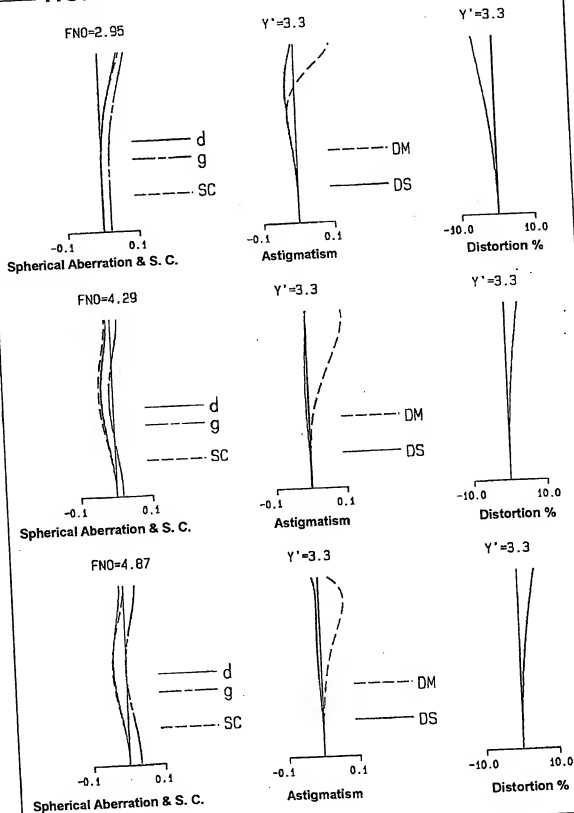 FNO=2.95
Y'=3.3
Y'=3.3
d
g
SC
DM
DS
-0.1 0.1
-0.1 0.1
-10.0 10.0
Spherical Aberration & S. C.
Astigmatism
Distortion %
FNO=4.29
Y'=3.3
Y'=3.3
d
g
SC
DM
DS
-0.1 0.1
-0.1 0.1
-10.0 10.0
Spherical Aberration & S. C.
Astigmatism
Distortion %
FNO=4.87
Y'=3.3
Y'=3.3
d
g
SC
DM
DS
-0.1 0.1
-0.1 0.1
-10.0 10.0
Spherical Aberration & S. C.
Astigmatism
Distortion %